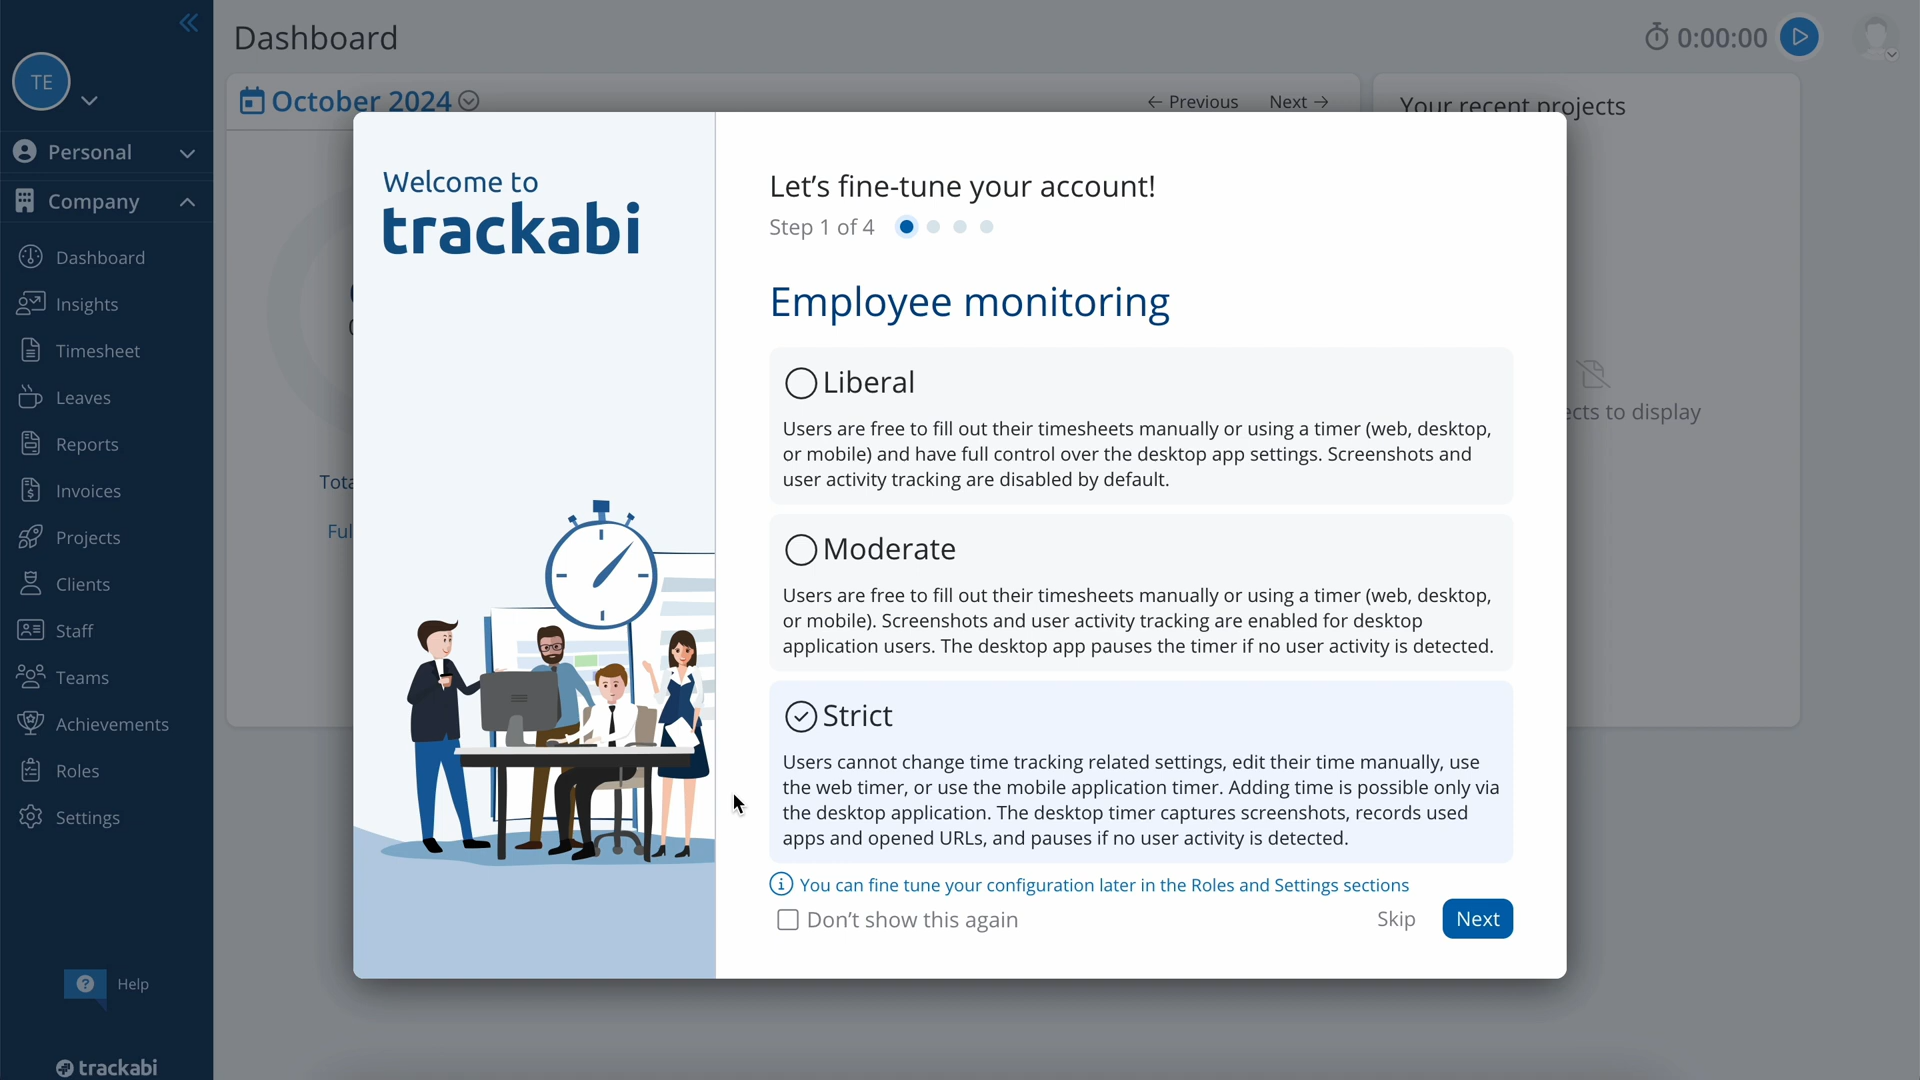 TE
Personal
Company
Dashboard
Insights
Timesheet
Leaves
Reports
Invoices
Projects
Clients
Staff
Teams
Achievements
Roles
Settings
Help
trackabi
Dashboard
0:00:00
October 2024
← Previous
Next →
Your recent projects
to display
Welcome to
trackabi
Let's fine-tune your account!
Step 1 of 4
Employee monitoring
Liberal
Users are free to fill out their timesheets manually or using a timer (web, desktop,
or mobile) and have full control over the desktop app settings. Screenshots and
user activity tracking are disabled by default.
Moderate
Users are free to fill out their timesheets manually or using a timer (web, desktop,
or mobile). Screenshots and user activity tracking are enabled for desktop
application users. The desktop app pauses the timer if no user activity is detected.
Strict
Users cannot change time tracking related settings, edit their time manually, use
the web timer, or use the mobile application timer. Adding time is possible only via
the desktop application. The desktop timer captures screenshots, records used
apps and opened URLs, and pauses if no user activity is detected.
You can fine tune your configuration later in the Roles and Settings sections
Don't show this again
Skip
Next